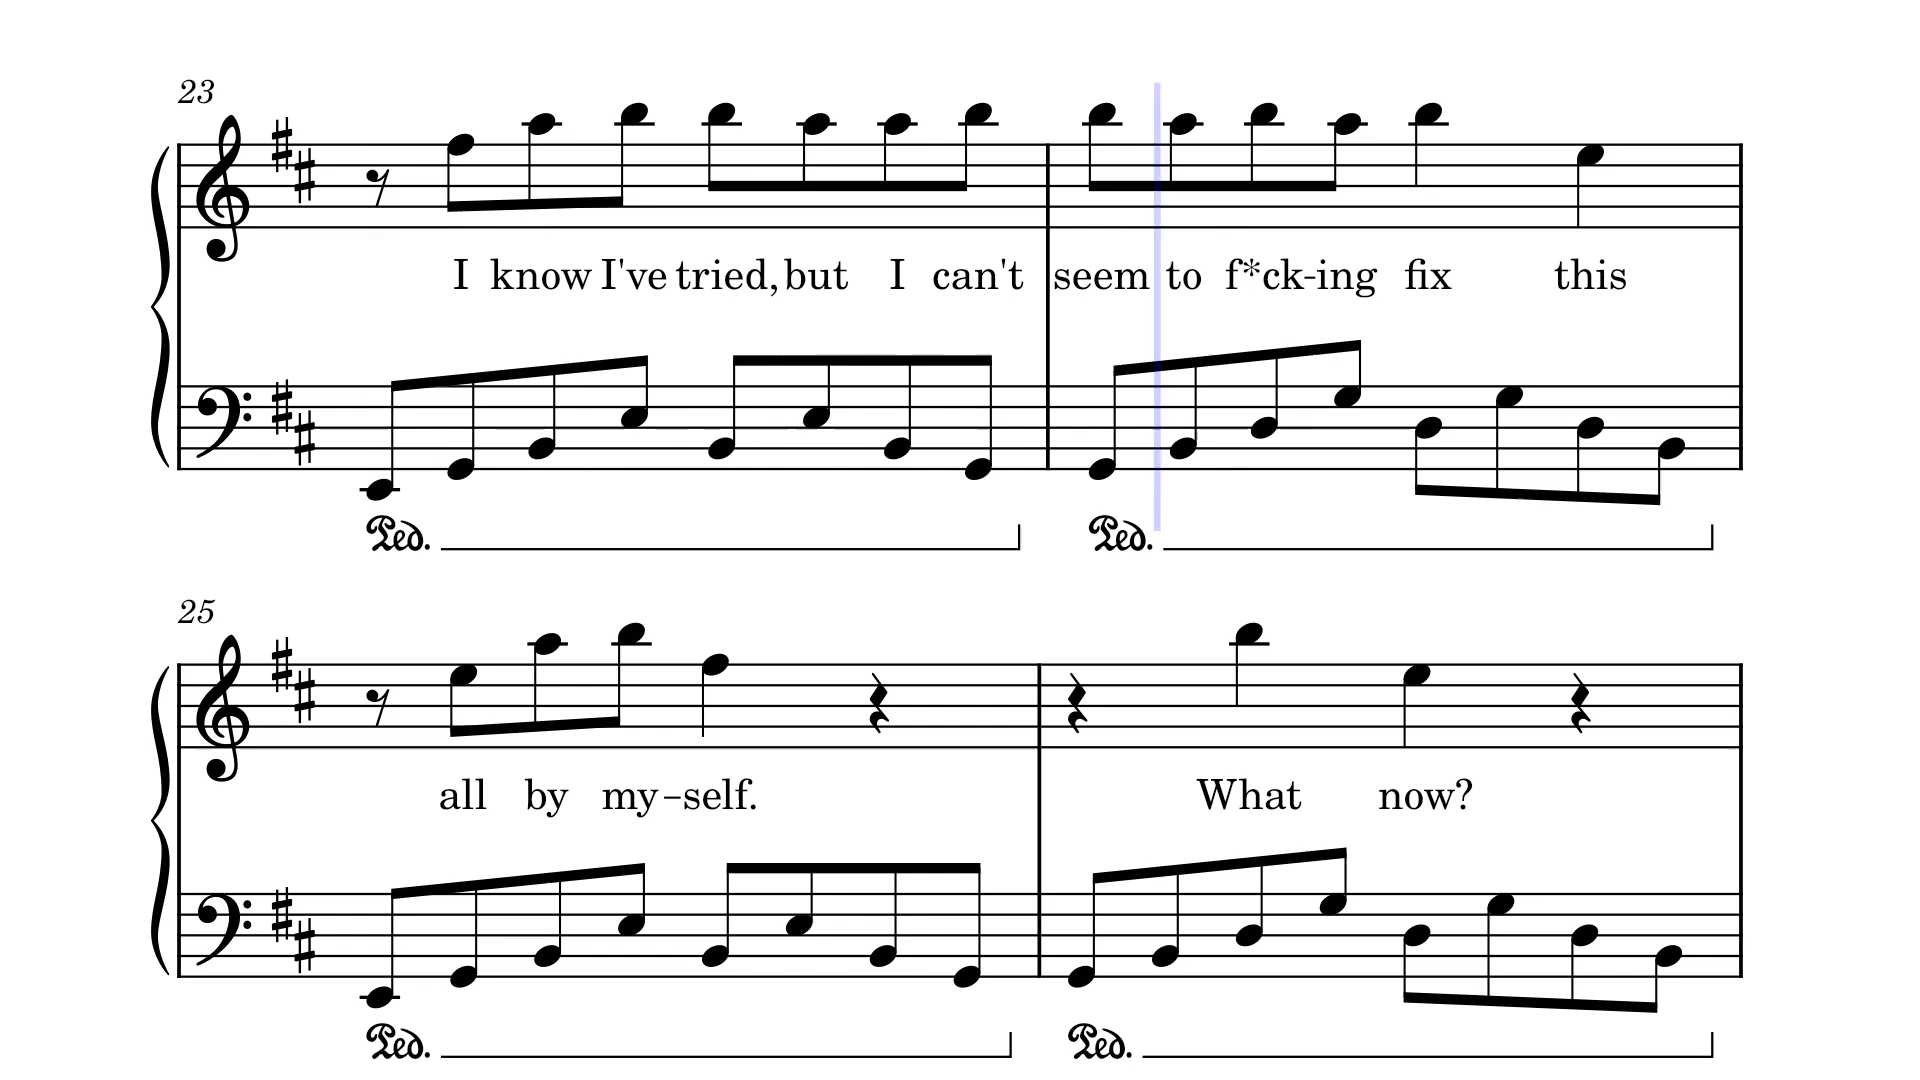 23
I know I've tried, but I can't seem to f*ck-ing fix this
Ped. Ped.
25
all by my-self. What now?
Ped. Ped.